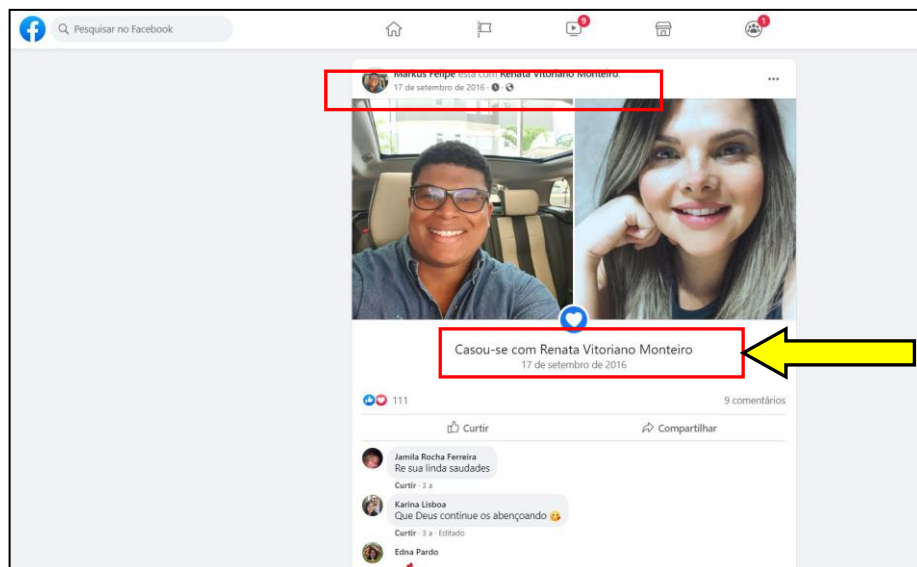 Pesquisar no Facebook
9
1
Markus Felipe está com Renata Vitoriano Monteiro.
17 de setembro de 2016
Casou-se com Renata Vitoriano Monteiro
17 de setembro de 2016
111
9 comentários
Curtir
Compartilhar
Jamila Rocha Ferreira
Re sua linda saudades
Curtir · 3 a
Karina Lisboa
Que Deus continue os abençoando 😘
Curtir · 3 a · Editado
Edna Pardo